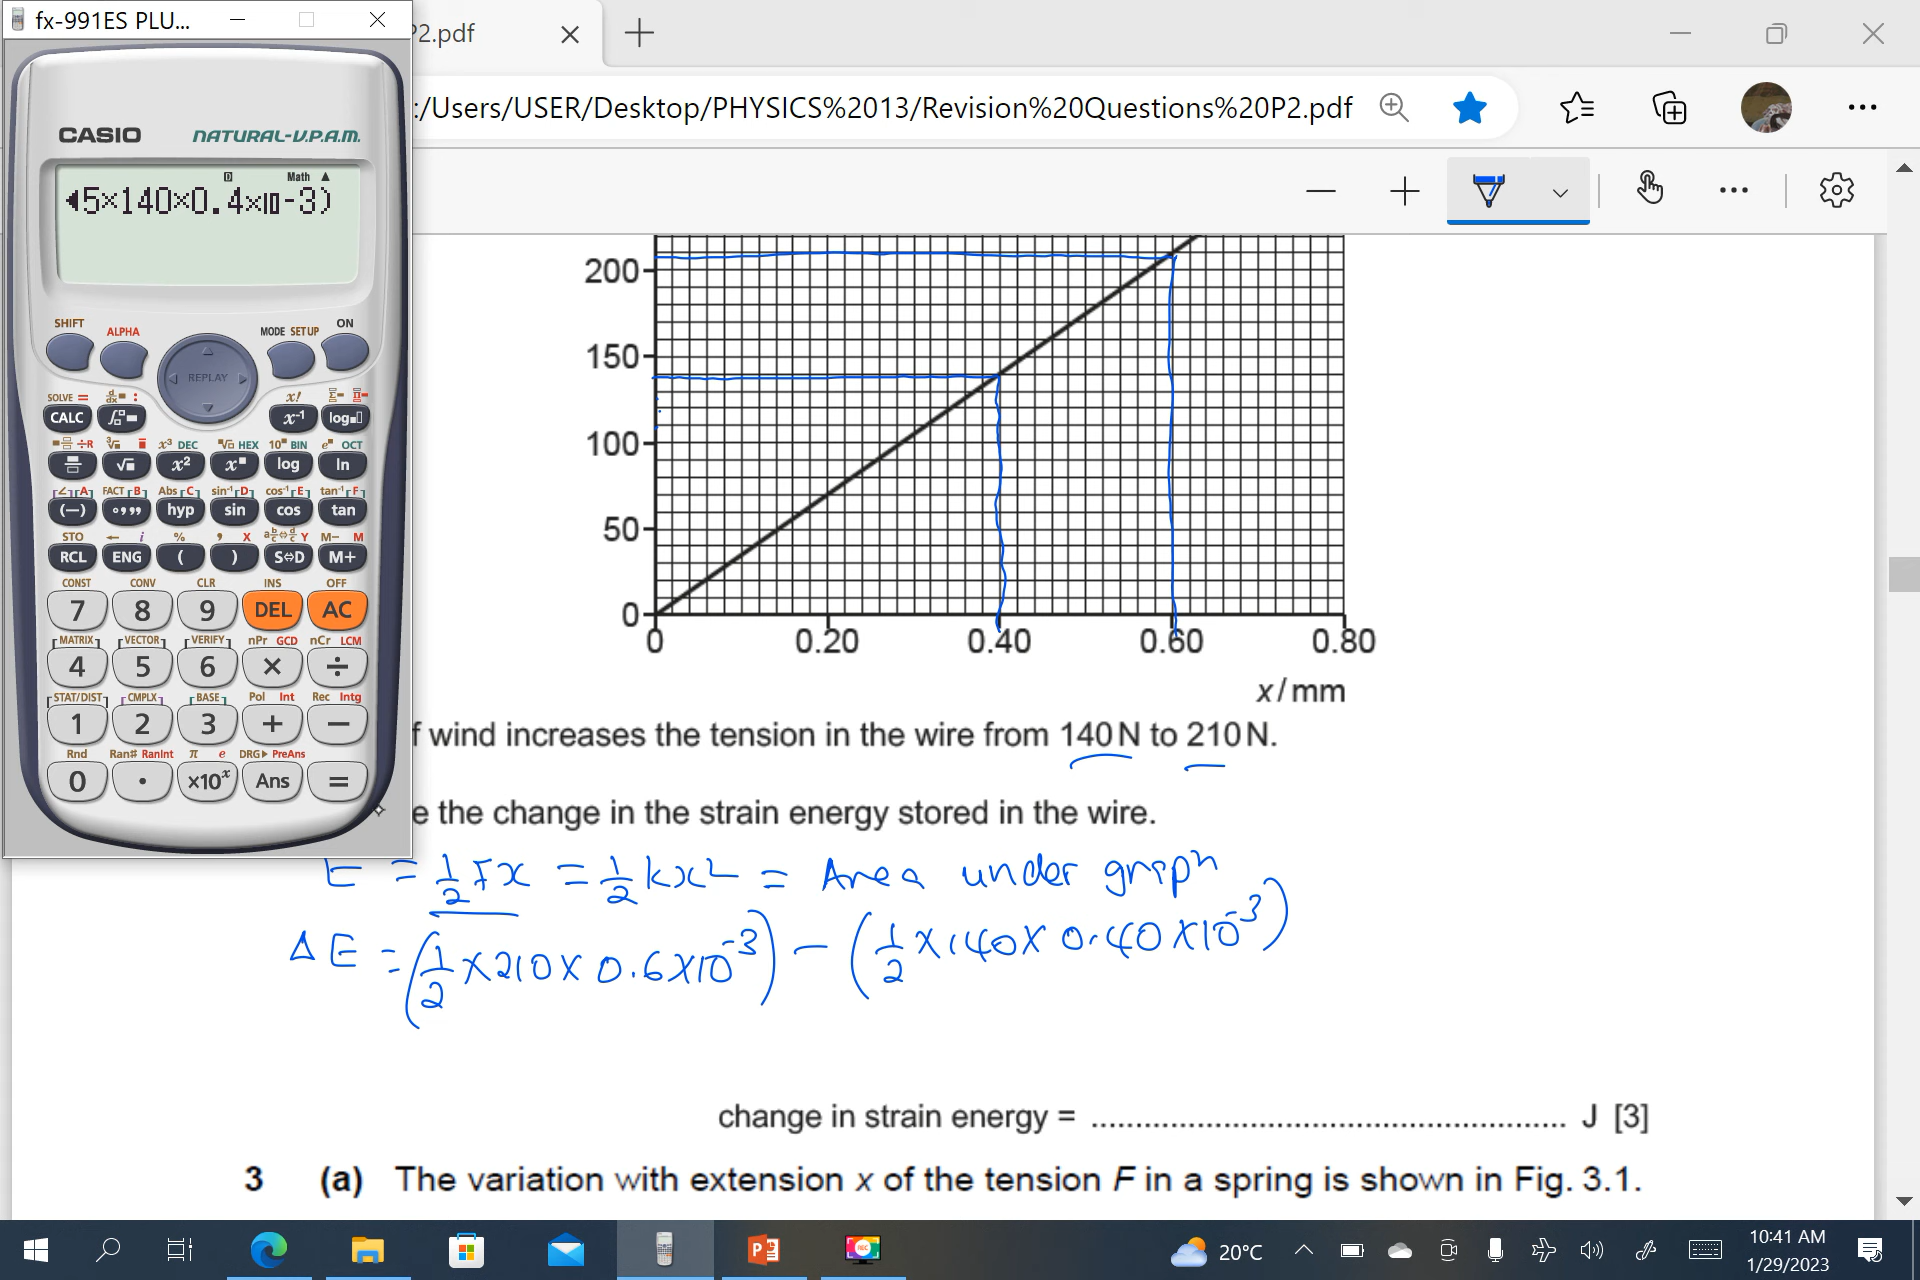 fx-991ES PLU...
P2.pdf
:/Users/USER/Desktop/PHYSICS%2013/Revision%20Questions%20P2.pdf
CASIO NATURAL-V.P.A.M.
D Math ▲
5×140×0.4×10-3)
SHIFT ALPHA MODE SETUP ON
REPLAY
SOLVE = d/dx : x! Σ Π
CALC ∫ x⁻¹ log
÷R ³√ x³ DEC √ HEX 10 BIN e OCT
√ x² x log ln
∠ A FACT B Abs C sin⁻¹ D cos⁻¹ E tan⁻¹ F
(−) hyp sin cos tan
STO ← i % , X Y M− M
RCL ENG ( ) S⇔D M+
CONST CONV CLR INS OFF
7 8 9 DEL AC
MATRIX VECTOR VERIFY nPr GCD nCr LCM
4 5 6 × ÷
STAT/DIST CMPLX BASE Pol Int Rec Intg
1 2 3 + −
Rnd Ran# RanInt π e DRG▶ PreAns
0 . ×10ˣ Ans =
200
150
100
50
0
0 0.20 0.40 0.60 0.80
x / mm
f wind increases the tension in the wire from 140 N to 210 N.
e the change in the strain energy stored in the wire.
E = ½Fx = ½kx² = Area under graph
ΔE = (½ × 210 × 0.6 × 10⁻³) − (½ × 140 × 0.40 × 10⁻³)
change in strain energy = ........................................................ J [3]
3 (a) The variation with extension x of the tension F in a spring is shown in Fig. 3.1.
REC
20°C
10:41 AM
1/29/2023